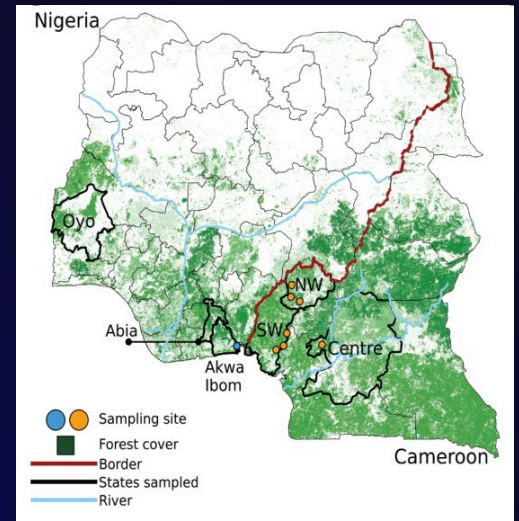 Nigeria
Oyo
NW
SW
Abia
Centre
Akwa
Ibom
Sampling site
Forest cover
Border
Cameroon
States sampled
River